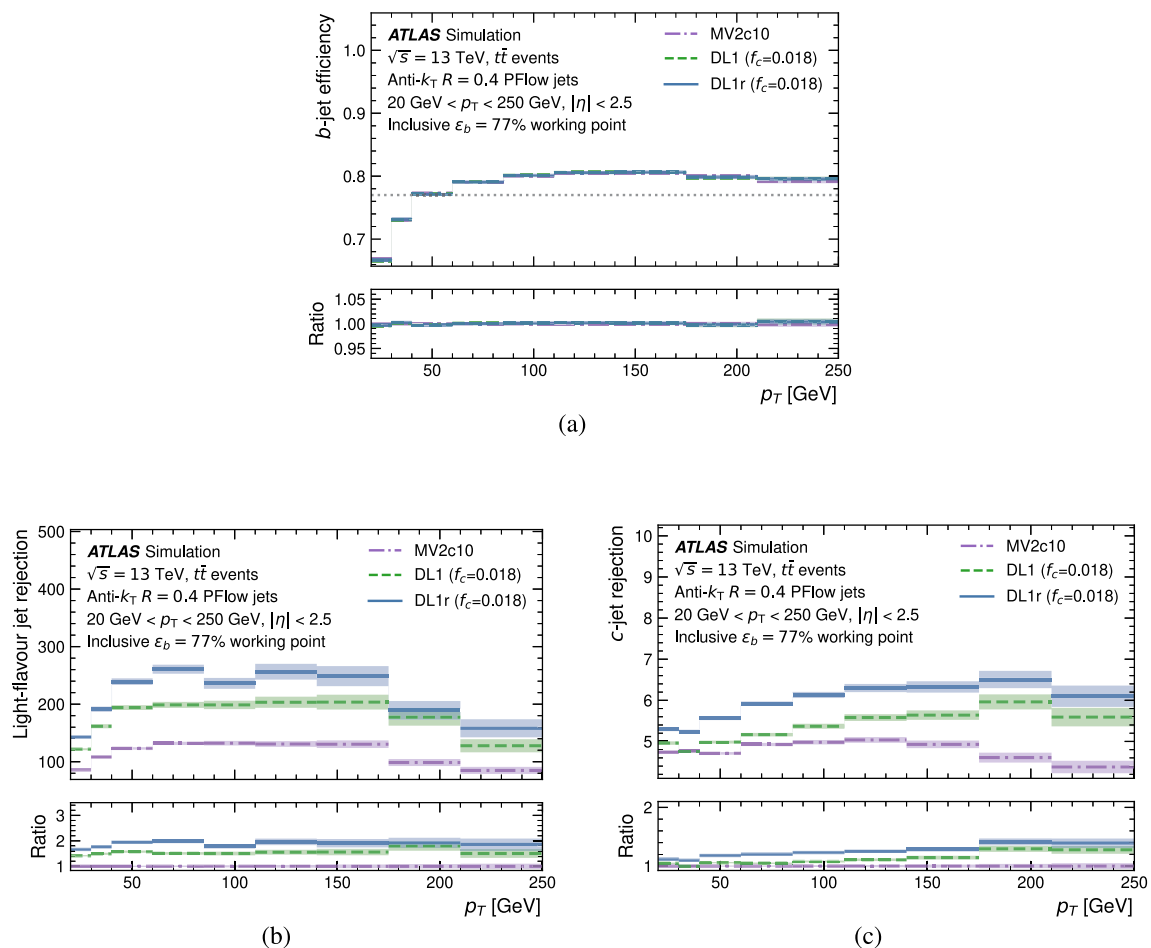 ATLAS Simulation
√s = 13 TeV, tt̄ events
Anti-kT R = 0.4 PFlow jets
20 GeV < pT < 250 GeV, |η| < 2.5
Inclusive εb = 77% working point
MV2c10
DL1 (fc=0.018)
DL1r (fc=0.018)
b-jet efficiency
1.0
0.9
0.8
0.7
Ratio
1.05
1.00
0.95
50 100 150 200 250
pT [GeV]
(a)
ATLAS Simulation
√s = 13 TeV, tt̄ events
Anti-kT R = 0.4 PFlow jets
20 GeV < pT < 250 GeV, |η| < 2.5
Inclusive εb = 77% working point
MV2c10
DL1 (fc=0.018)
DL1r (fc=0.018)
Light-flavour jet rejection
500
400
300
200
100
Ratio
3
2
1
50 100 150 200 250
pT [GeV]
(b)
ATLAS Simulation
√s = 13 TeV, tt̄ events
Anti-kT R = 0.4 PFlow jets
20 GeV < pT < 250 GeV, |η| < 2.5
Inclusive εb = 77% working point
MV2c10
DL1 (fc=0.018)
DL1r (fc=0.018)
c-jet rejection
10
9
8
7
6
5
Ratio
2
1
50 100 150 200 250
pT [GeV]
(c)